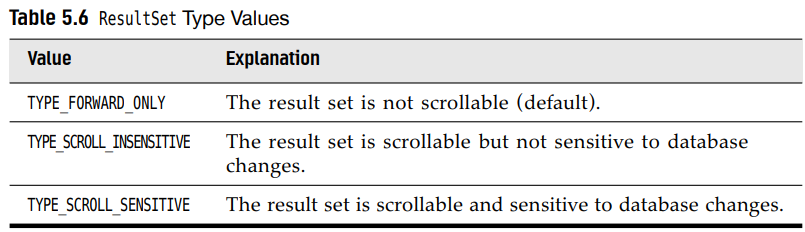 Table 5.6 ResultSet Type Values
Value Explanation
TYPE_FORWARD_ONLY The result set is not scrollable (default).
TYPE_SCROLL_INSENSITIVE The result set is scrollable but not sensitive to database
changes.
TYPE_SCROLL_SENSITIVE The result set is scrollable and sensitive to database changes.